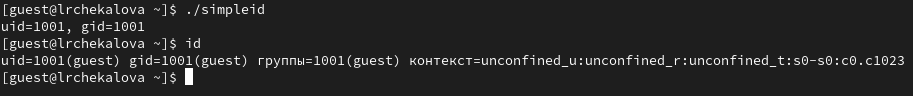 [guest@lrchekalova ~]$ ./simpleid
uid=1001, gid=1001
[guest@lrchekalova ~]$ id
uid=1001(guest) gid=1001(guest) группы=1001(guest) контекст=unconfined_u:unconfined_r:unconfined_t:s0-s0:c0.c1023
[guest@lrchekalova ~]$